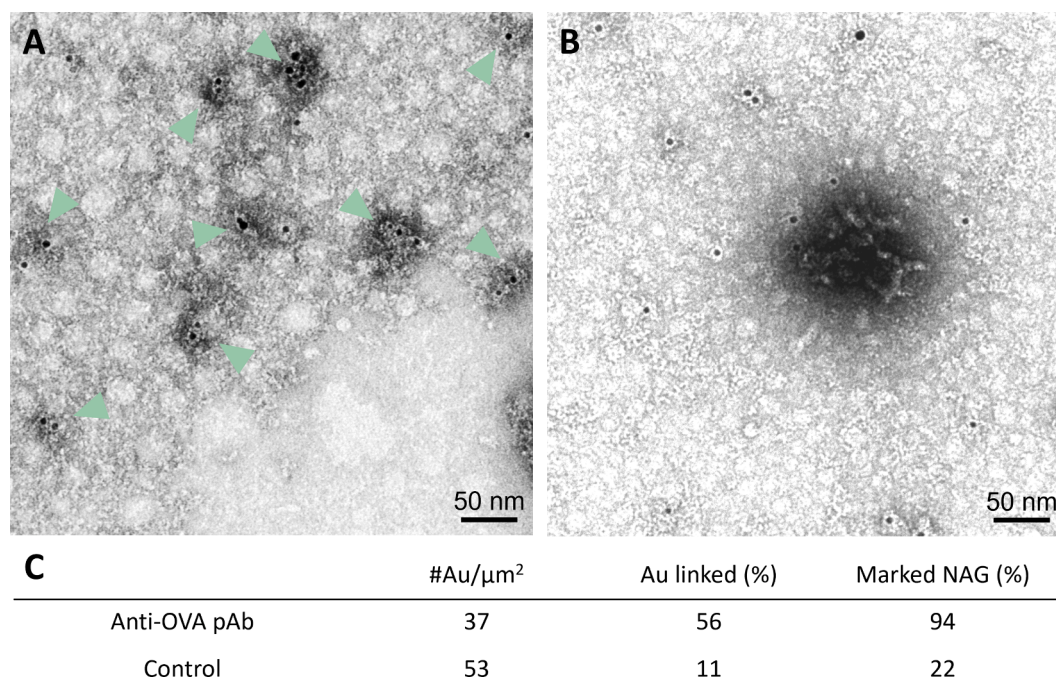 A
B
50 nm
50 nm
C
#Au/µm² Au linked (%) Marked NAG (%)
Anti-OVA pAb 37 56 94
Control 53 11 22